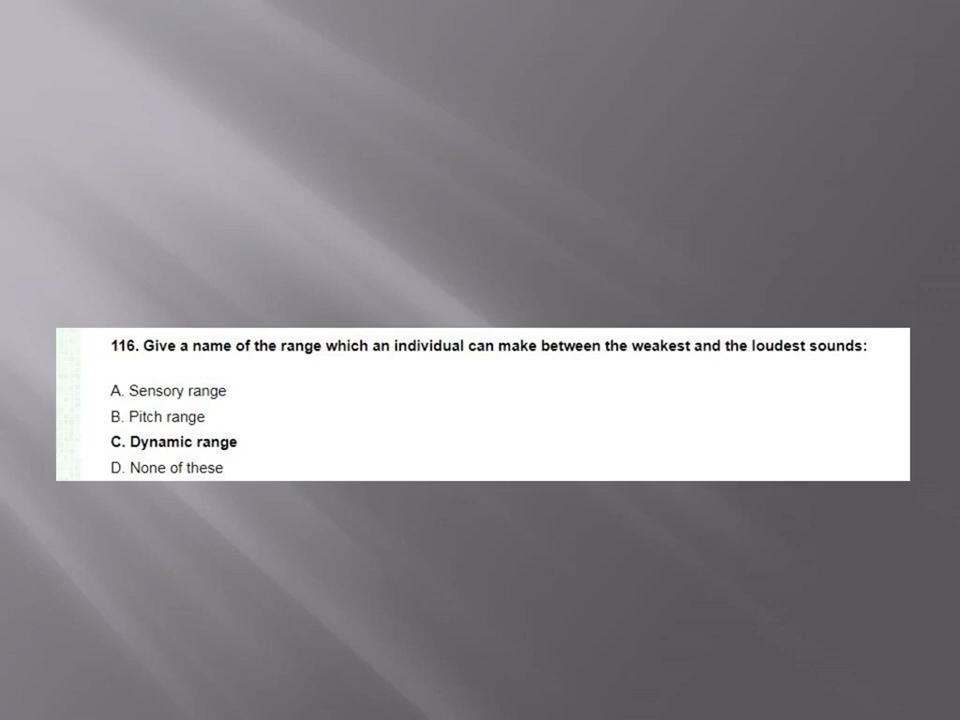 116. Give a name of the range which an individual can make between the weakest and the loudest sounds:
A. Sensory range
B. Pitch range
C. Dynamic range
D. None of these